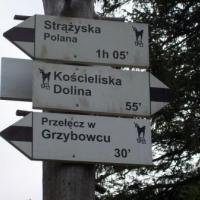 Strążyska
Polana
1h 05'
Kościeliska
Dolina
55'
Przełęcz w
Grzybowcu
30'